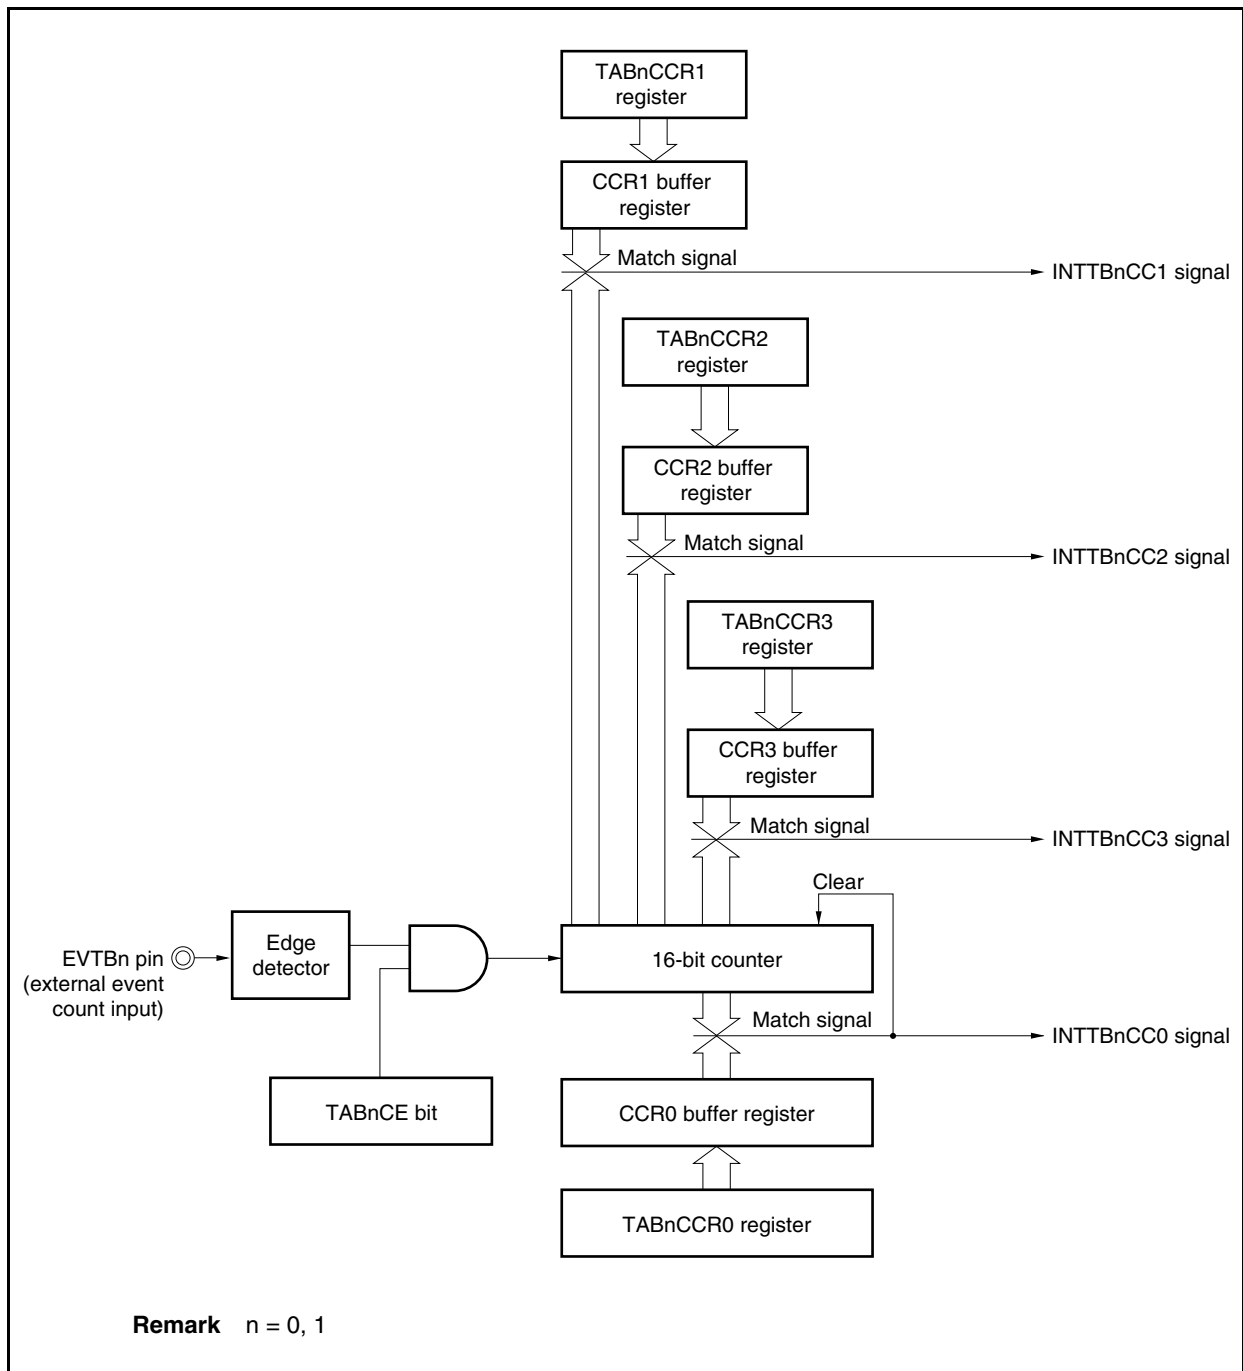 TABnCCR1
register
CCR1 buffer
register
Match signal
INTTBnCC1 signal
TABnCCR2
register
CCR2 buffer
register
Match signal
INTTBnCC2 signal
TABnCCR3
register
CCR3 buffer
register
Match signal
INTTBnCC3 signal
Clear
EVTBn pin
(external event
count input)
Edge
detector
16-bit counter
Match signal
INTTBnCC0 signal
TABnCE bit
CCR0 buffer register
TABnCCR0 register
Remark n = 0, 1